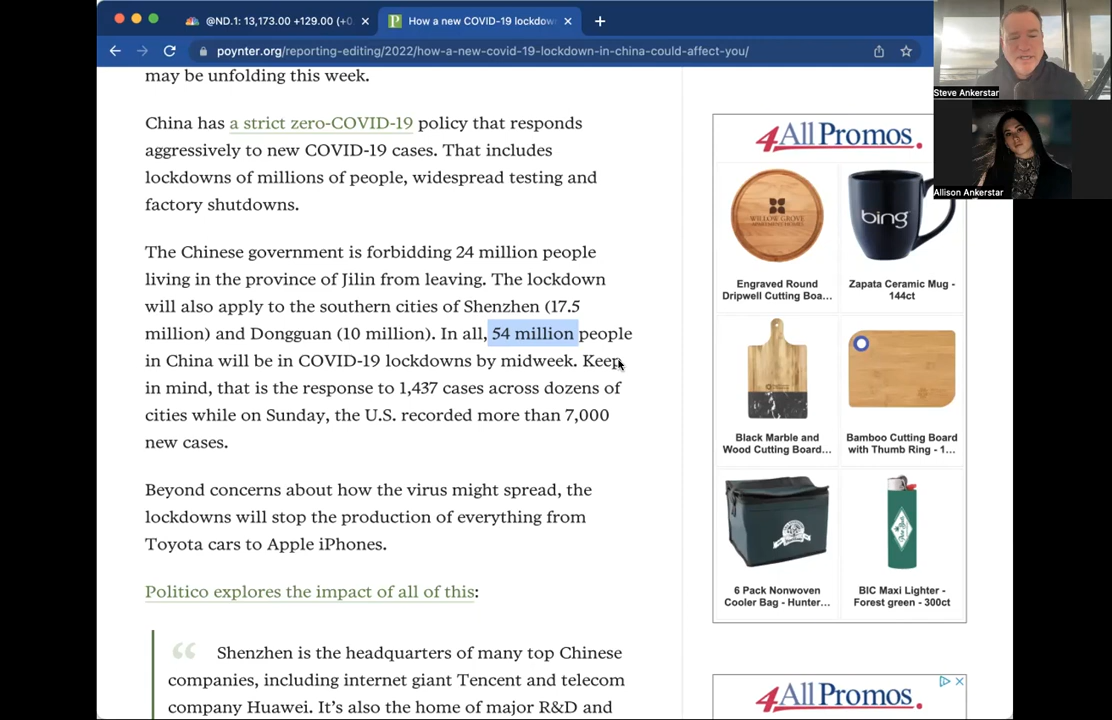 @ND.1: 13,173.00 +129.00 (+0
How a new COVID-19 lockdow
poynter.org/reporting-editing/2022/how-a-new-covid-19-lockdown-in-china-could-affect-you/
Steve Ankerstar
Allison Ankerstar
may be unfolding this week.
China has a strict zero-COVID-19 policy that responds
aggressively to new COVID-19 cases. That includes
lockdowns of millions of people, widespread testing and
factory shutdowns.
The Chinese government is forbidding 24 million people
living in the province of Jilin from leaving. The lockdown
will also apply to the southern cities of Shenzhen (17.5
million) and Dongguan (10 million). In all, 54 million people
in China will be in COVID-19 lockdowns by midweek. Keep
in mind, that is the response to 1,437 cases across dozens of
cities while on Sunday, the U.S. recorded more than 7,000
new cases.
Beyond concerns about how the virus might spread, the
lockdowns will stop the production of everything from
Toyota cars to Apple iPhones.
Politico explores the impact of all of this:
Shenzhen is the headquarters of many top Chinese
companies, including internet giant Tencent and telecom
company Huawei. It's also the home of major R&D and
4AllPromos.
WILLOW GROVE
bing
Engraved Round
Dripwell Cutting Boa...
Zapata Ceramic Mug -
144ct
Black Marble and
Wood Cutting Board...
Bamboo Cutting Board
with Thumb Ring - 1...
6 Pack Nonwoven
Cooler Bag - Hunter...
BIC Maxi Lighter -
Forest green - 300ct
4AllPromos.